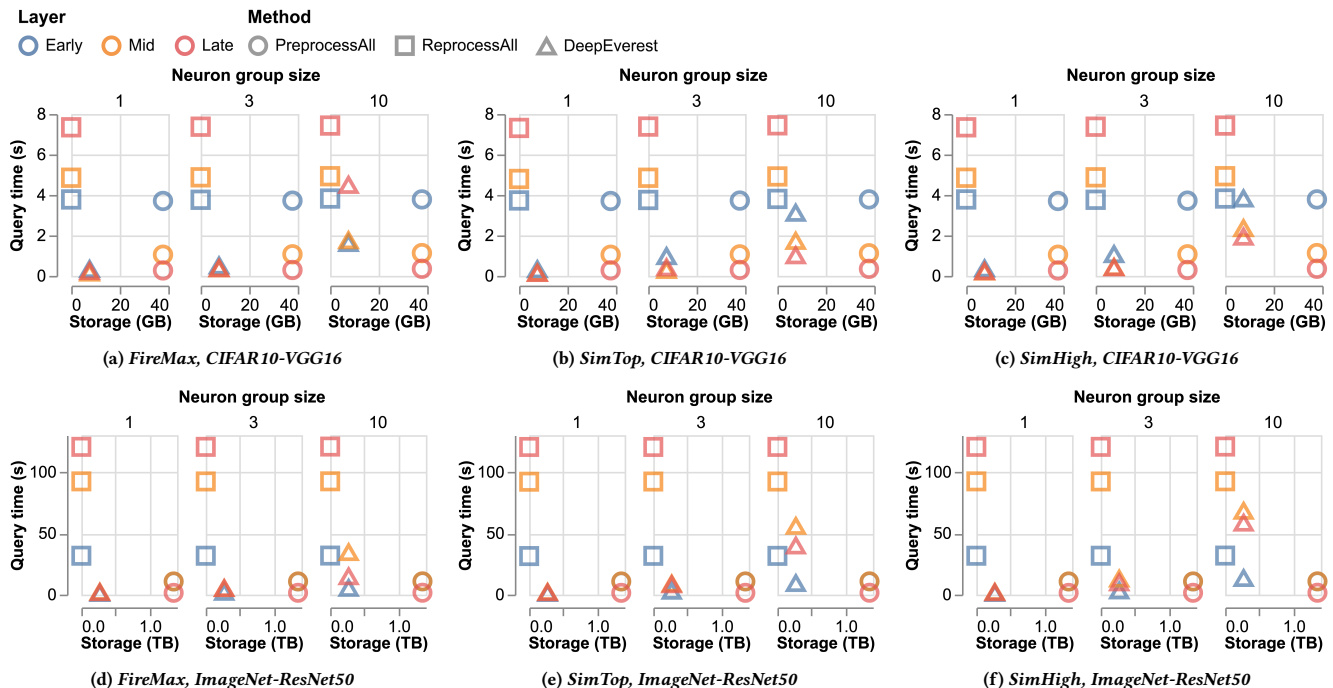 Layer Method
Early Mid Late PreprocessAll ReprocessAll DeepEverest
Neuron group size Neuron group size Neuron group size
1 3 10 1 3 10 1 3 10
8 8 8
6 6 6
4 4 4
2 2 2
0 0 0
Query time (s) Query time (s) Query time (s)
0 20 40 0 20 40 0 20 40 0 20 40 0 20 40 0 20 40 0 20 40 0 20 40 0 20 40
Storage (GB) Storage (GB) Storage (GB) Storage (GB) Storage (GB) Storage (GB) Storage (GB) Storage (GB) Storage (GB)
(a) FireMax, CIFAR10-VGG16 (b) SimTop, CIFAR10-VGG16 (c) SimHigh, CIFAR10-VGG16
Neuron group size Neuron group size Neuron group size
1 3 10 1 3 10 1 3 10
100 100 100
50 50 50
0 0 0
Query time (s) Query time (s) Query time (s)
0.0 1.0 0.0 1.0 0.0 1.0 0.0 1.0 0.0 1.0 0.0 1.0 0.0 1.0 0.0 1.0 0.0 1.0
Storage (TB) Storage (TB) Storage (TB) Storage (TB) Storage (TB) Storage (TB) Storage (TB) Storage (TB) Storage (TB)
(d) FireMax, ImageNet-ResNet50 (e) SimTop, ImageNet-ResNet50 (f) SimHigh, ImageNet-ResNet50